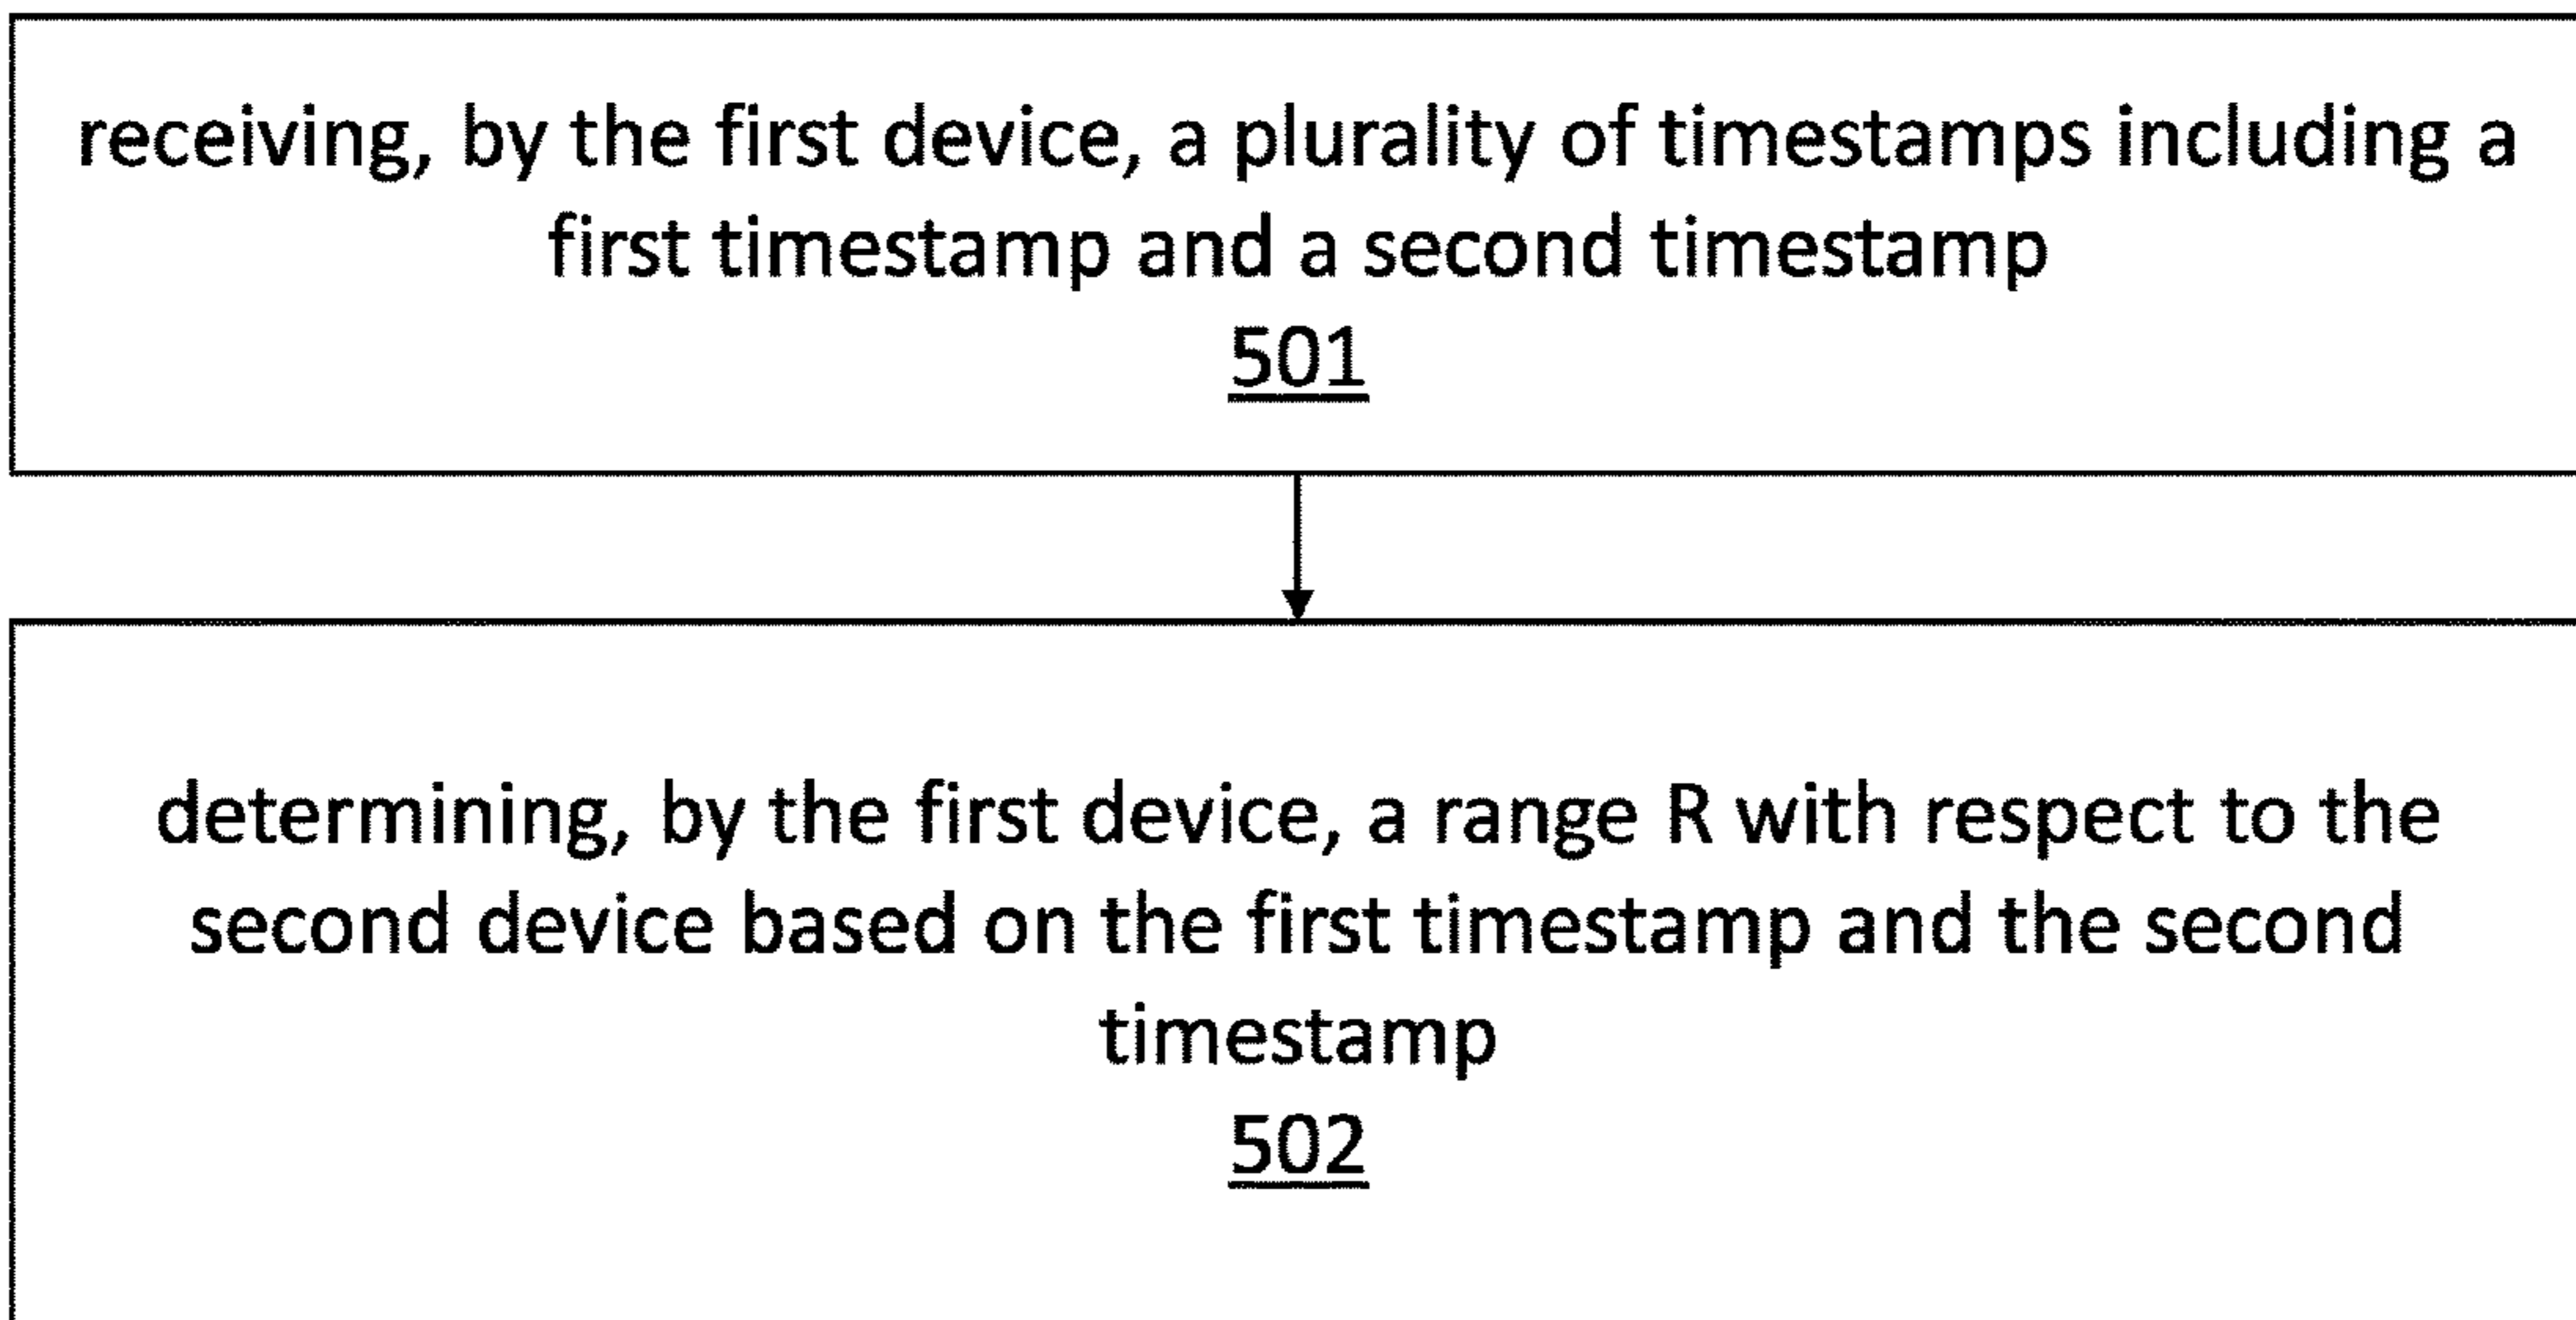 receiving, by the first device, a plurality of timestamps including a
first timestamp and a second timestamp
501
determining, by the first device, a range R with respect to the
second device based on the first timestamp and the second
timestamp
502